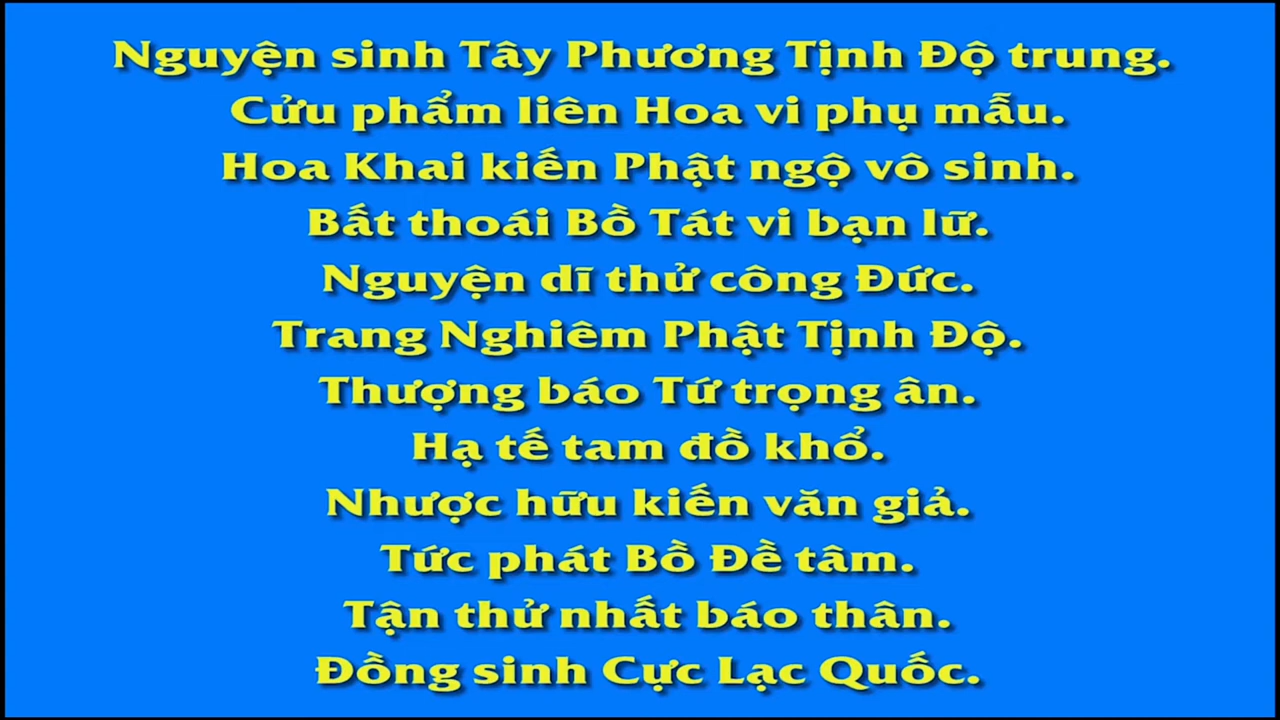 Nguyện sinh Tây Phương Tịnh Độ trung.
Cửu phẩm liên Hoa vi phụ mẫu.
Hoa Khai kiến Phật ngộ vô sinh.
Bất thoái Bồ Tát vi bạn lữ.
Nguyện dĩ thử công Đức.
Trang Nghiêm Phật Tịnh Độ.
Thượng báo Tứ trọng ân.
Hạ tế tam đồ khổ.
Nhược hữu kiến văn giả.
Tức phát Bồ Đề tâm.
Tận thử nhất báo thân.
Đồng sinh Cực Lạc Quốc.